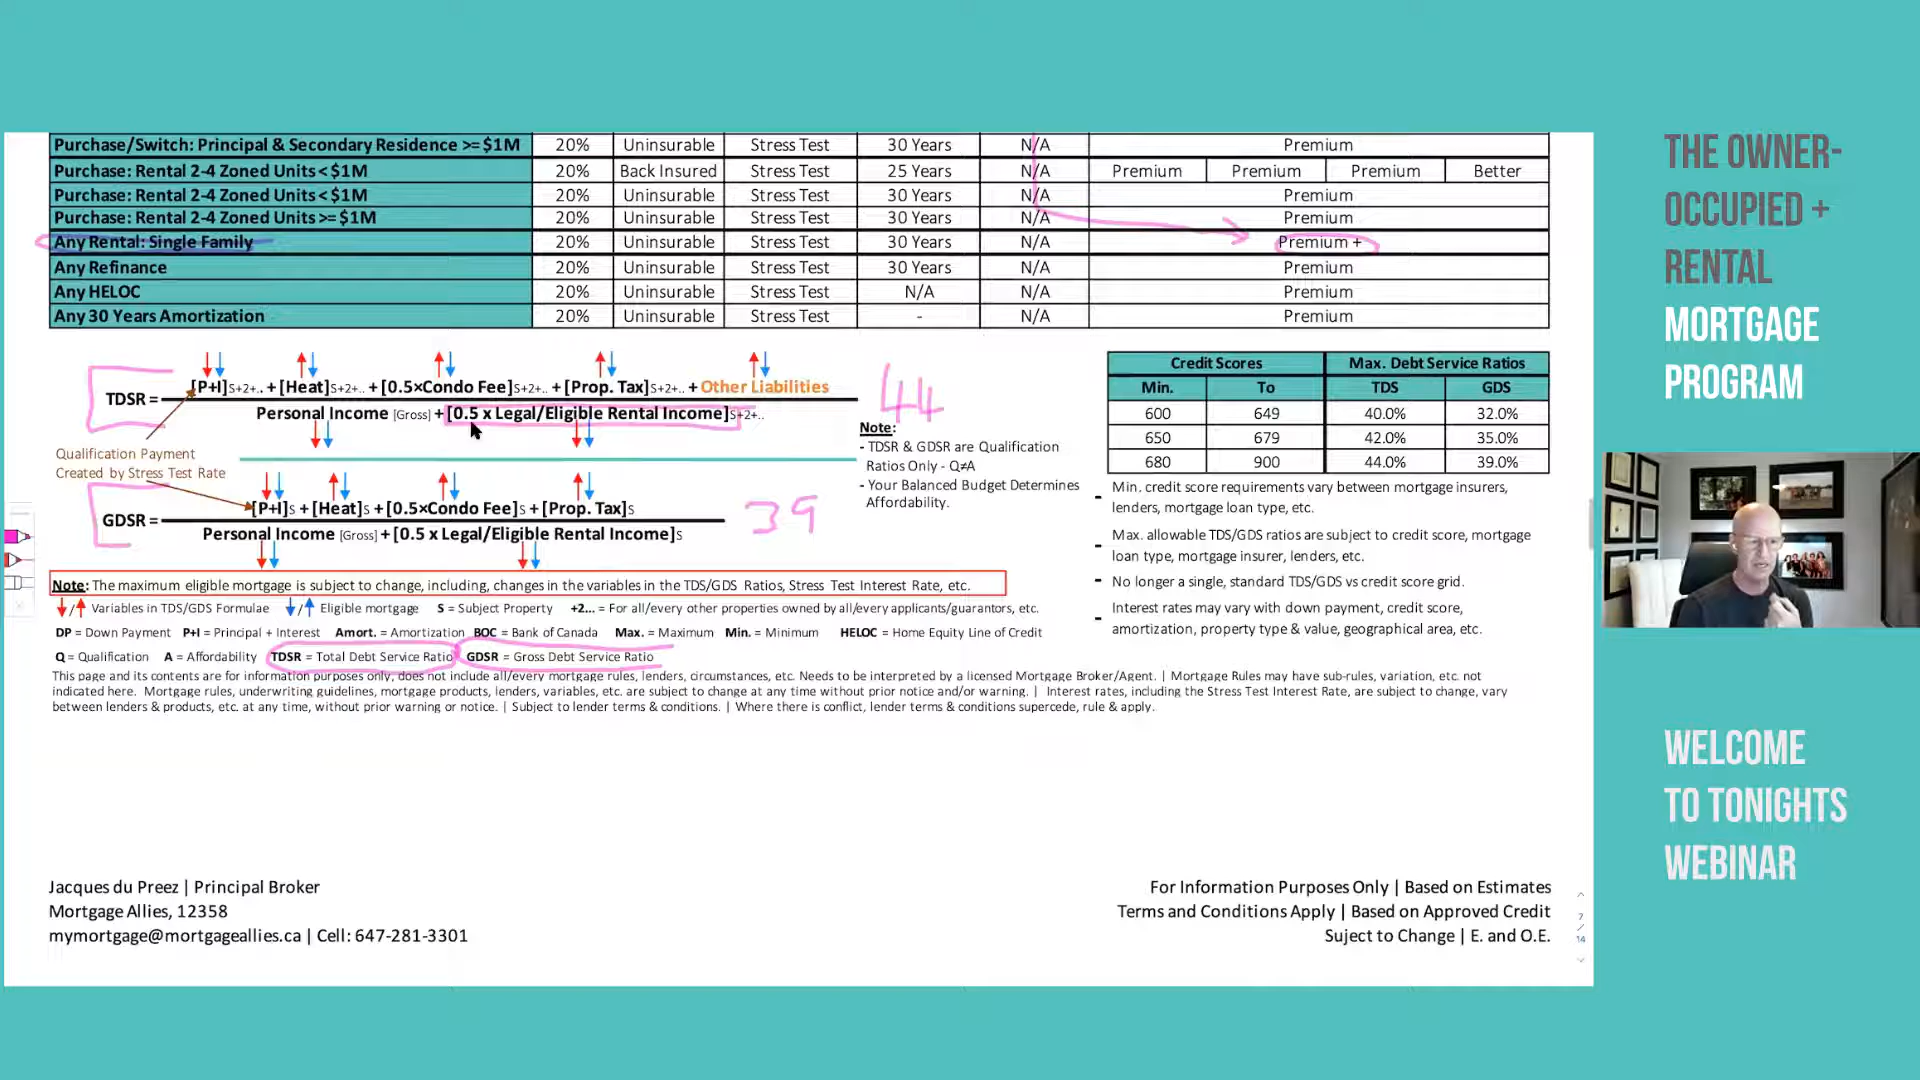 Purchase/Switch: Principal & Secondary Residence >= $1M 20% Uninsurable Stress Test 30 Years N/A Premium
Purchase: Rental 2-4 Zoned Units < $1M 20% Back Insured Stress Test 25 Years N/A Premium Premium Premium Better
Purchase: Rental 2-4 Zoned Units < $1M 20% Uninsurable Stress Test 30 Years N/A Premium
Purchase: Rental 2-4 Zoned Units >= $1M 20% Uninsurable Stress Test 30 Years N/A Premium
Any Rental: Single Family 20% Uninsurable Stress Test 30 Years N/A Premium +
Any Refinance 20% Uninsurable Stress Test 30 Years N/A Premium
Any HELOC 20% Uninsurable Stress Test N/A N/A Premium
Any 30 Years Amortization 20% Uninsurable Stress Test - N/A Premium
TDSR = [P+I]S+2+.. + [Heat]S+2+.. + [0.5×Condo Fee]S+2+.. + [Prop. Tax]S+2+.. + Other Liabilities
Personal Income [Gross] + [0.5 x Legal/Eligible Rental Income]S+2+..
44
Qualification Payment
Created by Stress Test Rate
GDSR = [P+I]S + [Heat]S + [0.5×Condo Fee]S + [Prop. Tax]S
Personal Income [Gross] + [0.5 x Legal/Eligible Rental Income]S
39
Note:
- TDSR & GDSR are Qualification
Ratios Only - Q≠A
- Your Balanced Budget Determines
Affordability.
Credit Scores Max. Debt Service Ratios
Min. To TDS GDS
600 649 40.0% 32.0%
650 679 42.0% 35.0%
680 900 44.0% 39.0%
- Min. credit score requirements vary between mortgage insurers,
lenders, mortgage loan type, etc.
- Max. allowable TDS/GDS ratios are subject to credit score, mortgage
loan type, mortgage insurer, lenders, etc.
- No longer a single, standard TDS/GDS vs credit score grid.
- Interest rates may vary with down payment, credit score,
amortization, property type & value, geographical area, etc.
Note: The maximum eligible mortgage is subject to change, including, changes in the variables in the TDS/GDS Ratios, Stress Test Interest Rate, etc.
↓/↑ Variables in TDS/GDS Formulae ↓/↑ Eligible mortgage S = Subject Property +2... = For all/every other properties owned by all/every applicants/guarantors, etc.
DP = Down Payment P+I = Principal + Interest Amort. = Amortization BOC = Bank of Canada Max. = Maximum Min. = Minimum HELOC = Home Equity Line of Credit
Q = Qualification A = Affordability TDSR = Total Debt Service Ratio GDSR = Gross Debt Service Ratio
This page and its contents are for information purposes only, does not include all/every mortgage rules, lenders, circumstances, etc. Needs to be interpreted by a licensed Mortgage Broker/Agent. | Mortgage Rules may have sub-rules, variation, etc. not
indicated here. Mortgage rules, underwriting guidelines, mortgage products, lenders, variables, etc. are subject to change at any time without prior notice and/or warning. | Interest rates, including the Stress Test Interest Rate, are subject to change, vary
between lenders & products, etc. at any time, without prior warning or notice. | Subject to lender terms & conditions. | Where there is conflict, lender terms & conditions supercede, rule & apply.
Jacques du Preez | Principal Broker
Mortgage Allies, 12358
mymortgage@mortgageallies.ca | Cell: 647-281-3301
For Information Purposes Only | Based on Estimates
Terms and Conditions Apply | Based on Approved Credit
Suject to Change | E. and O.E.
7
/
14
THE OWNER-
OCCUPIED +
RENTAL
MORTGAGE
PROGRAM
WELCOME
TO TONIGHTS
WEBINAR